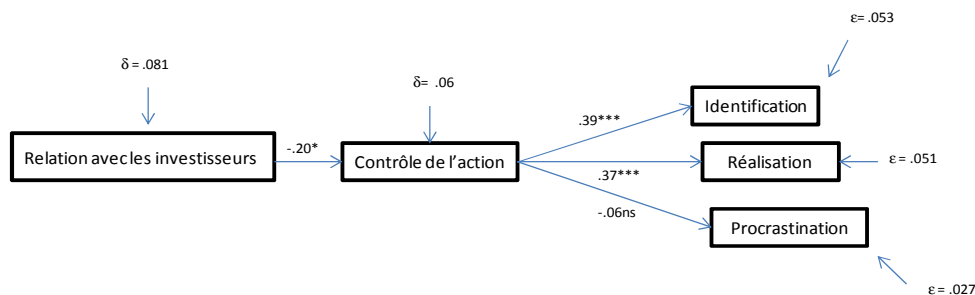 ε= .053
δ = .081
δ= .06
Identification
.39***
Relation avec les investisseurs
-.20*
Contrôle de l’action
Réalisation
ε = .051
.37***
-.06ns
Procrastination
ε = .027